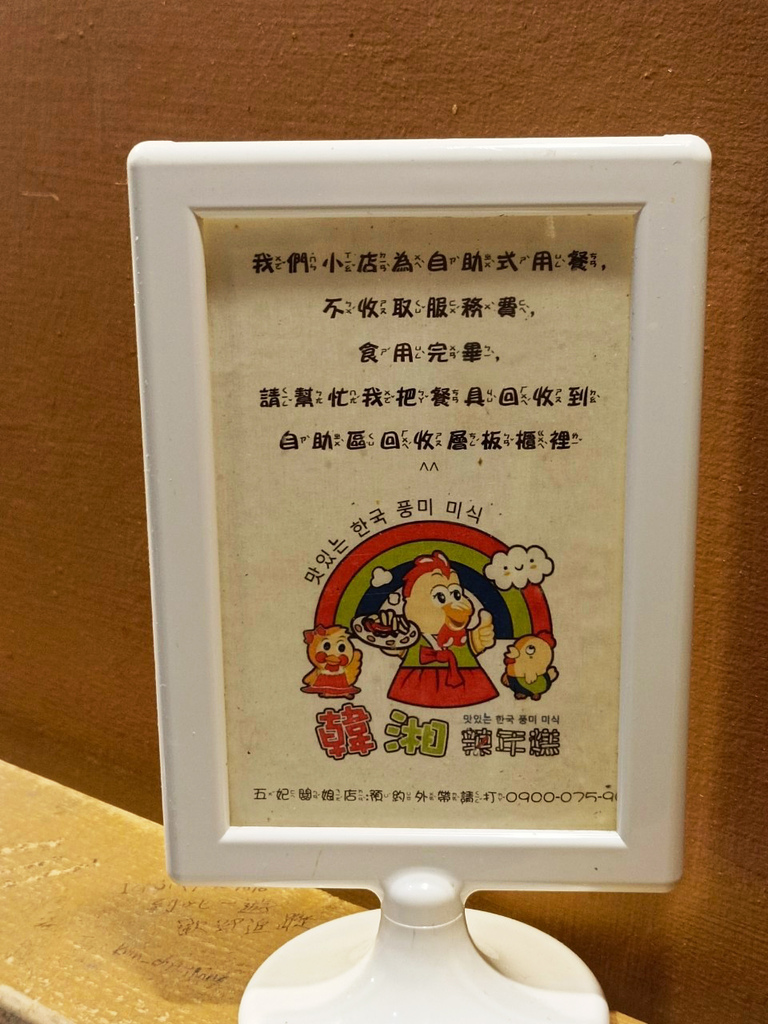 我們小店為自助式用餐,
不收取服務費,
食用完畢,
請幫忙我把餐具回收到
自助區回收層板櫃裡
^^
맛있는 한국 풍미 미식
韓湘
맛있는 한국 풍미 미식
年糕
五妃闆娘店:預約外帶請打0900-075-9